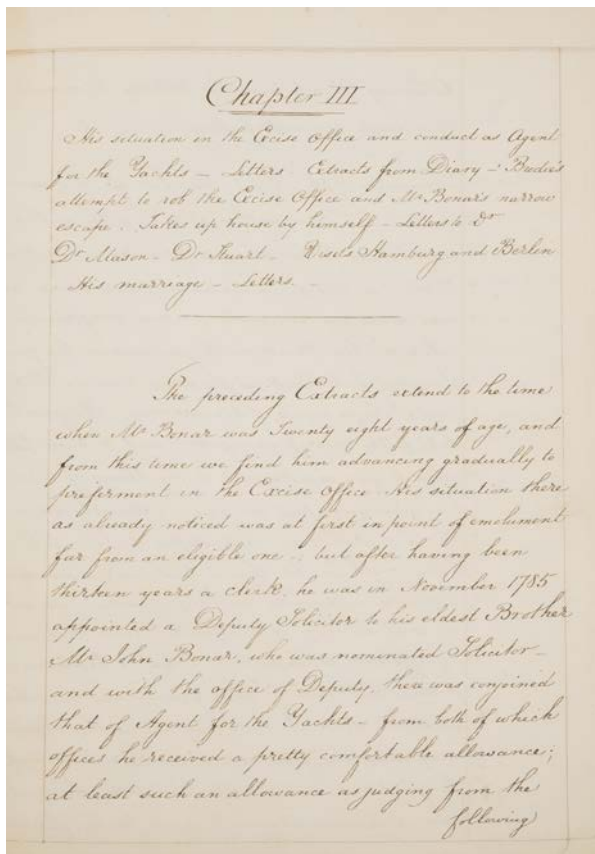 Chapter III
His situation in the Excise Office and conduct as Agent
for the Yachts – Letters. Extracts from Diary – Brodie's
attempt to rob the Excise Office and Mr Bonar's narrow
escape. Takes up house by himself – Letters to Dr
Dr Mason – Dr Stuart – Visits Hamburg and Berlin
His marriage – Letters. –
The preceding Extracts extend to the time
when Mr Bonar was Twenty eight years of age, and
from this time we find him advancing gradually to
preferment in the Excise Office. His situation there
as already noticed was at first in point of emolument
far from an eligible one –, but after having been
thirteen years a clerk, he was in November 1785
appointed a Deputy Solicitor to his eldest Brother
Mr John Bonar, who was nominated Solicitor –
and with the office of Deputy, there was conjoined
that of Agent for the Yachts – from both of which
offices he received a pretty comfortable allowance;
at least such an allowance as judging from the
following